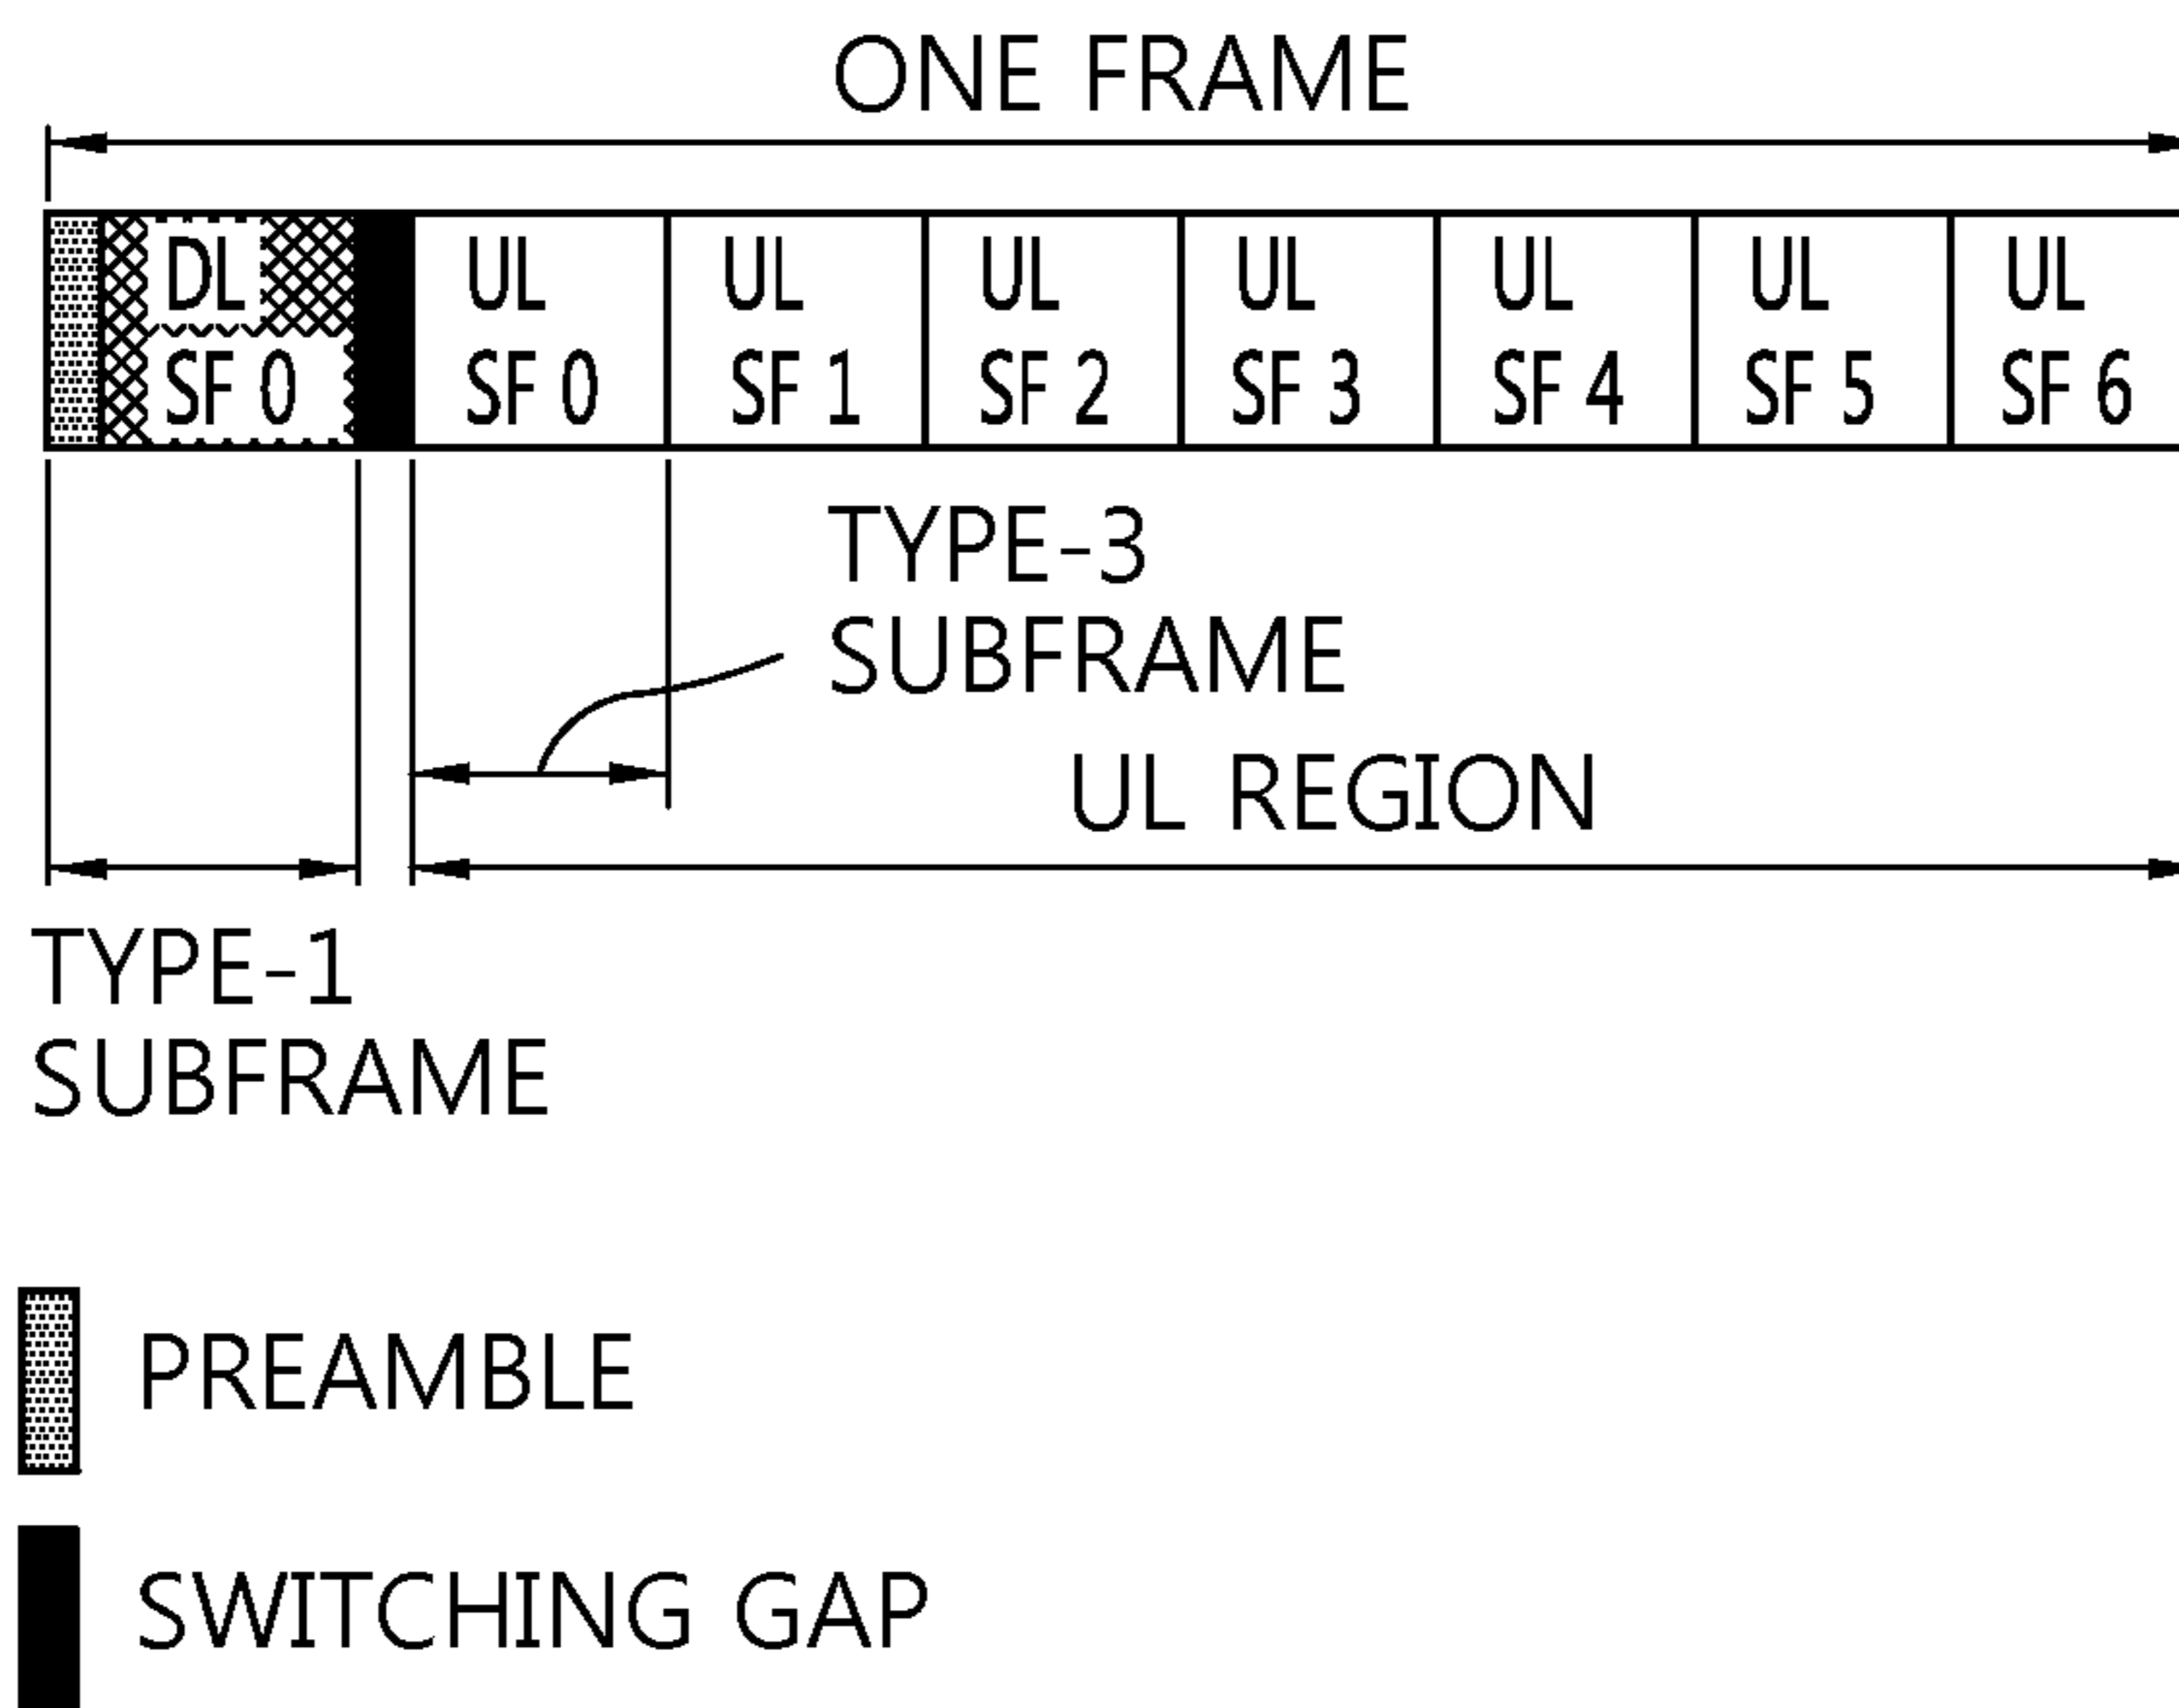 ONE FRAME
DL UL UL UL UL UL UL UL
SF 0 SF 0 SF 1 SF 2 SF 3 SF 4 SF 5 SF 6
TYPE-3
SUBFRAME
UL REGION
TYPE-1
SUBFRAME
PREAMBLE
SWITCHING GAP